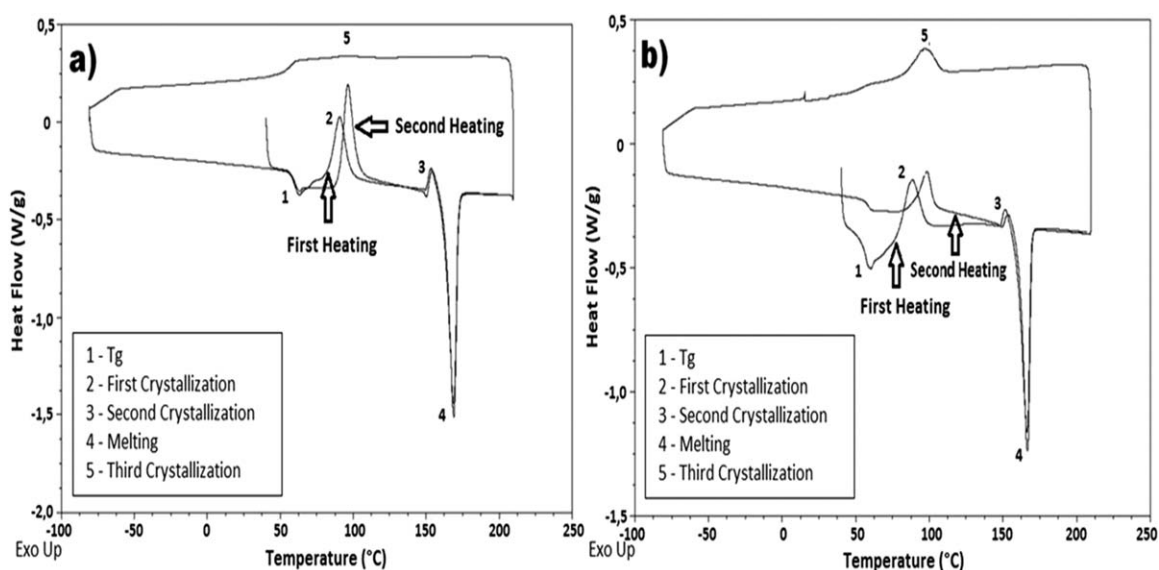 a)
0,5
0
-0,5
-1,0
-1,5
-2,0
Heat Flow (W/g)
5
2
Second Heating
3
1
First Heating
4
1 - Tg
2 - First Crystallization
3 - Second Crystallization
4 - Melting
5 - Third Crystallization
-100 -50 0 50 100 150 200 250
Exo Up
Temperature (°C)
b)
0,5
0
-0,5
-1,0
-1,5
Heat Flow (W/g)
5
2
3
1
Second Heating
First Heating
4
1 - Tg
2 - First Crystallization
3 - Second Crystallization
4 - Melting
5 - Third Crystallization
-100 -50 0 50 100 150 200 250
Exo Up
Temperature (°C)